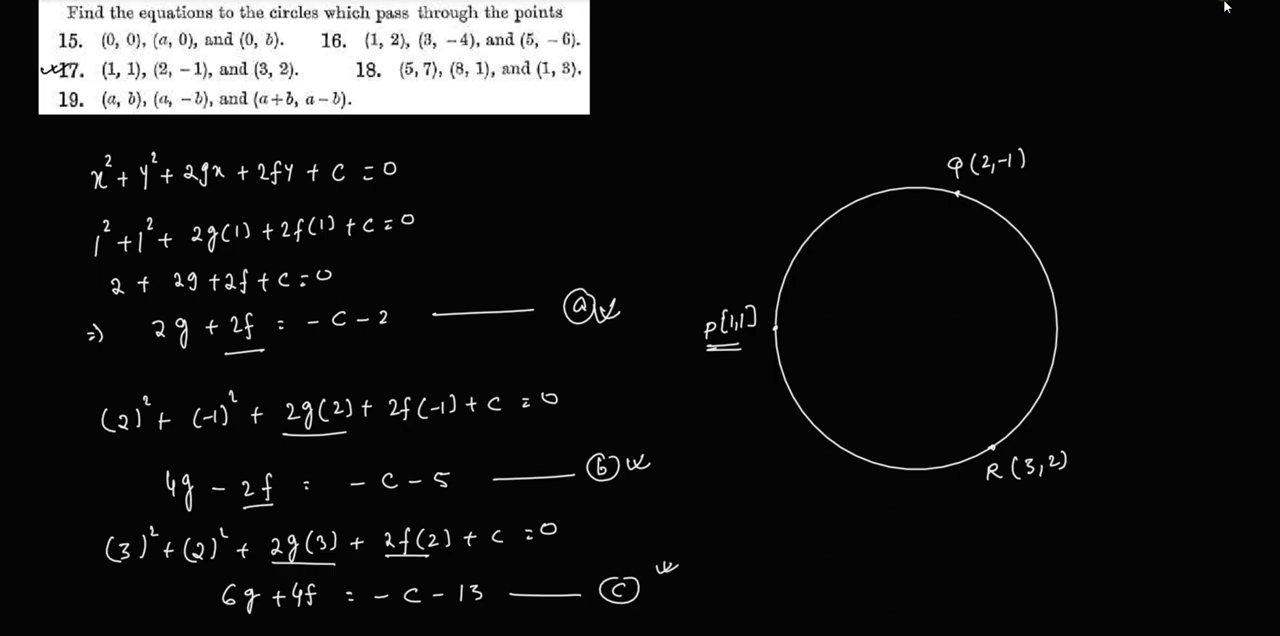 Find the equations to the circles which pass through the points
15. (0, 0), (a, 0), and (0, b). 16. (1, 2), (3, −4), and (5, −6).
17. (1, 1), (2, −1), and (3, 2). 18. (5, 7), (8, 1), and (1, 3).
19. (a, b), (a, −b), and (a+b, a−b).
x² + y² + 2gx + 2fy + c = 0
1² + 1² + 2g(1) + 2f(1) + c = 0
2 + 2g + 2f + c = 0
=) 2g + 2f = - c - 2 ——— (a)
(2)² + (-1)² + 2g(2) + 2f(-1) + c = 0
4g - 2f = - c - 5 ——— (b)
(3)² + (2)² + 2g(3) + 2f(2) + c = 0
6g + 4f = - c - 13 ——— (c)
Q(2,-1)
P[1,1]
R(3,2)